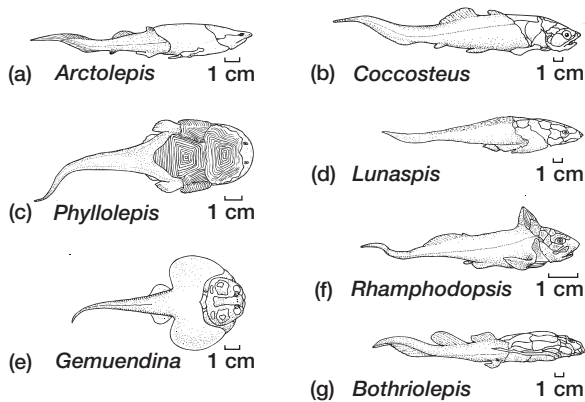 (a) Arctolepis 1 cm
(b) Coccosteus 1 cm
(c) Phyllolepis 1 cm
(d) Lunaspis 1 cm
(e) Gemuendina 1 cm
(f) Rhamphodopsis 1 cm
(g) Bothriolepis 1 cm